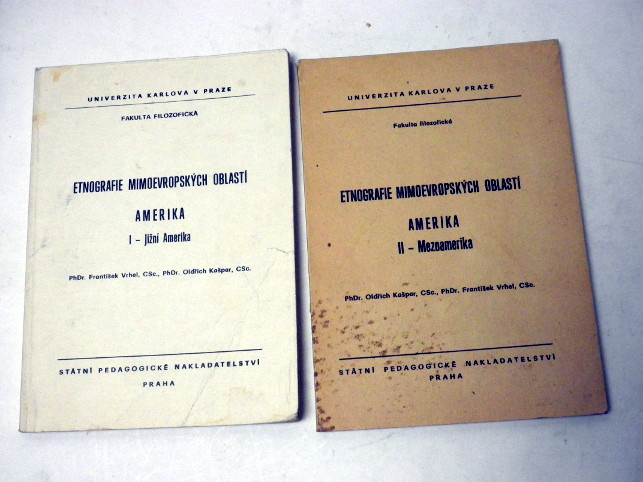 UNIVERZITA KARLOVA V PRAZE
FAKULTA FILOZOFICKÁ
ETNOGRAFIE MIMOEVROPSKÝCH OBLASTÍ
AMERIKA
I - Jižní Amerika
PhDr. František Vrhel, CSc., PhDr. Oldřich Kašpar, CSc.
STÁTNÍ PEDAGOGICKÉ NAKLADATELSTVÍ
PRAHA
UNIVERZITA KARLOVA V PRAZE
Fakulta filozofická
ETNOGRAFIE MIMOEVROPSKÝCH OBLASTÍ
AMERIKA
II - Mezoamerika
PhDr. Oldřich Kašpar, CSc., PhDr. František Vrhel, CSc.
STÁTNÍ PEDAGOGICKÉ NAKLADATELSTVÍ
PRAHA